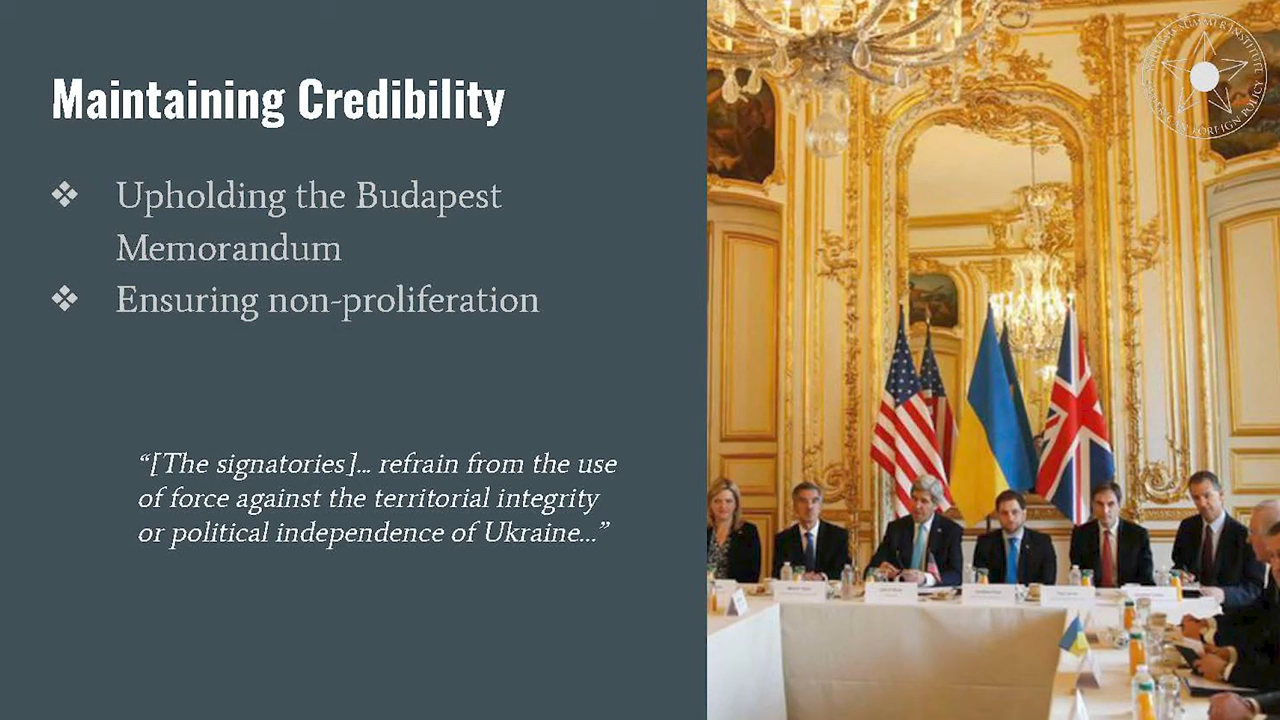 Maintaining Credibility
❖ Upholding the Budapest
Memorandum
❖ Ensuring non-proliferation
“[The signatories]... refrain from the use
of force against the territorial integrity
or political independence of Ukraine...”